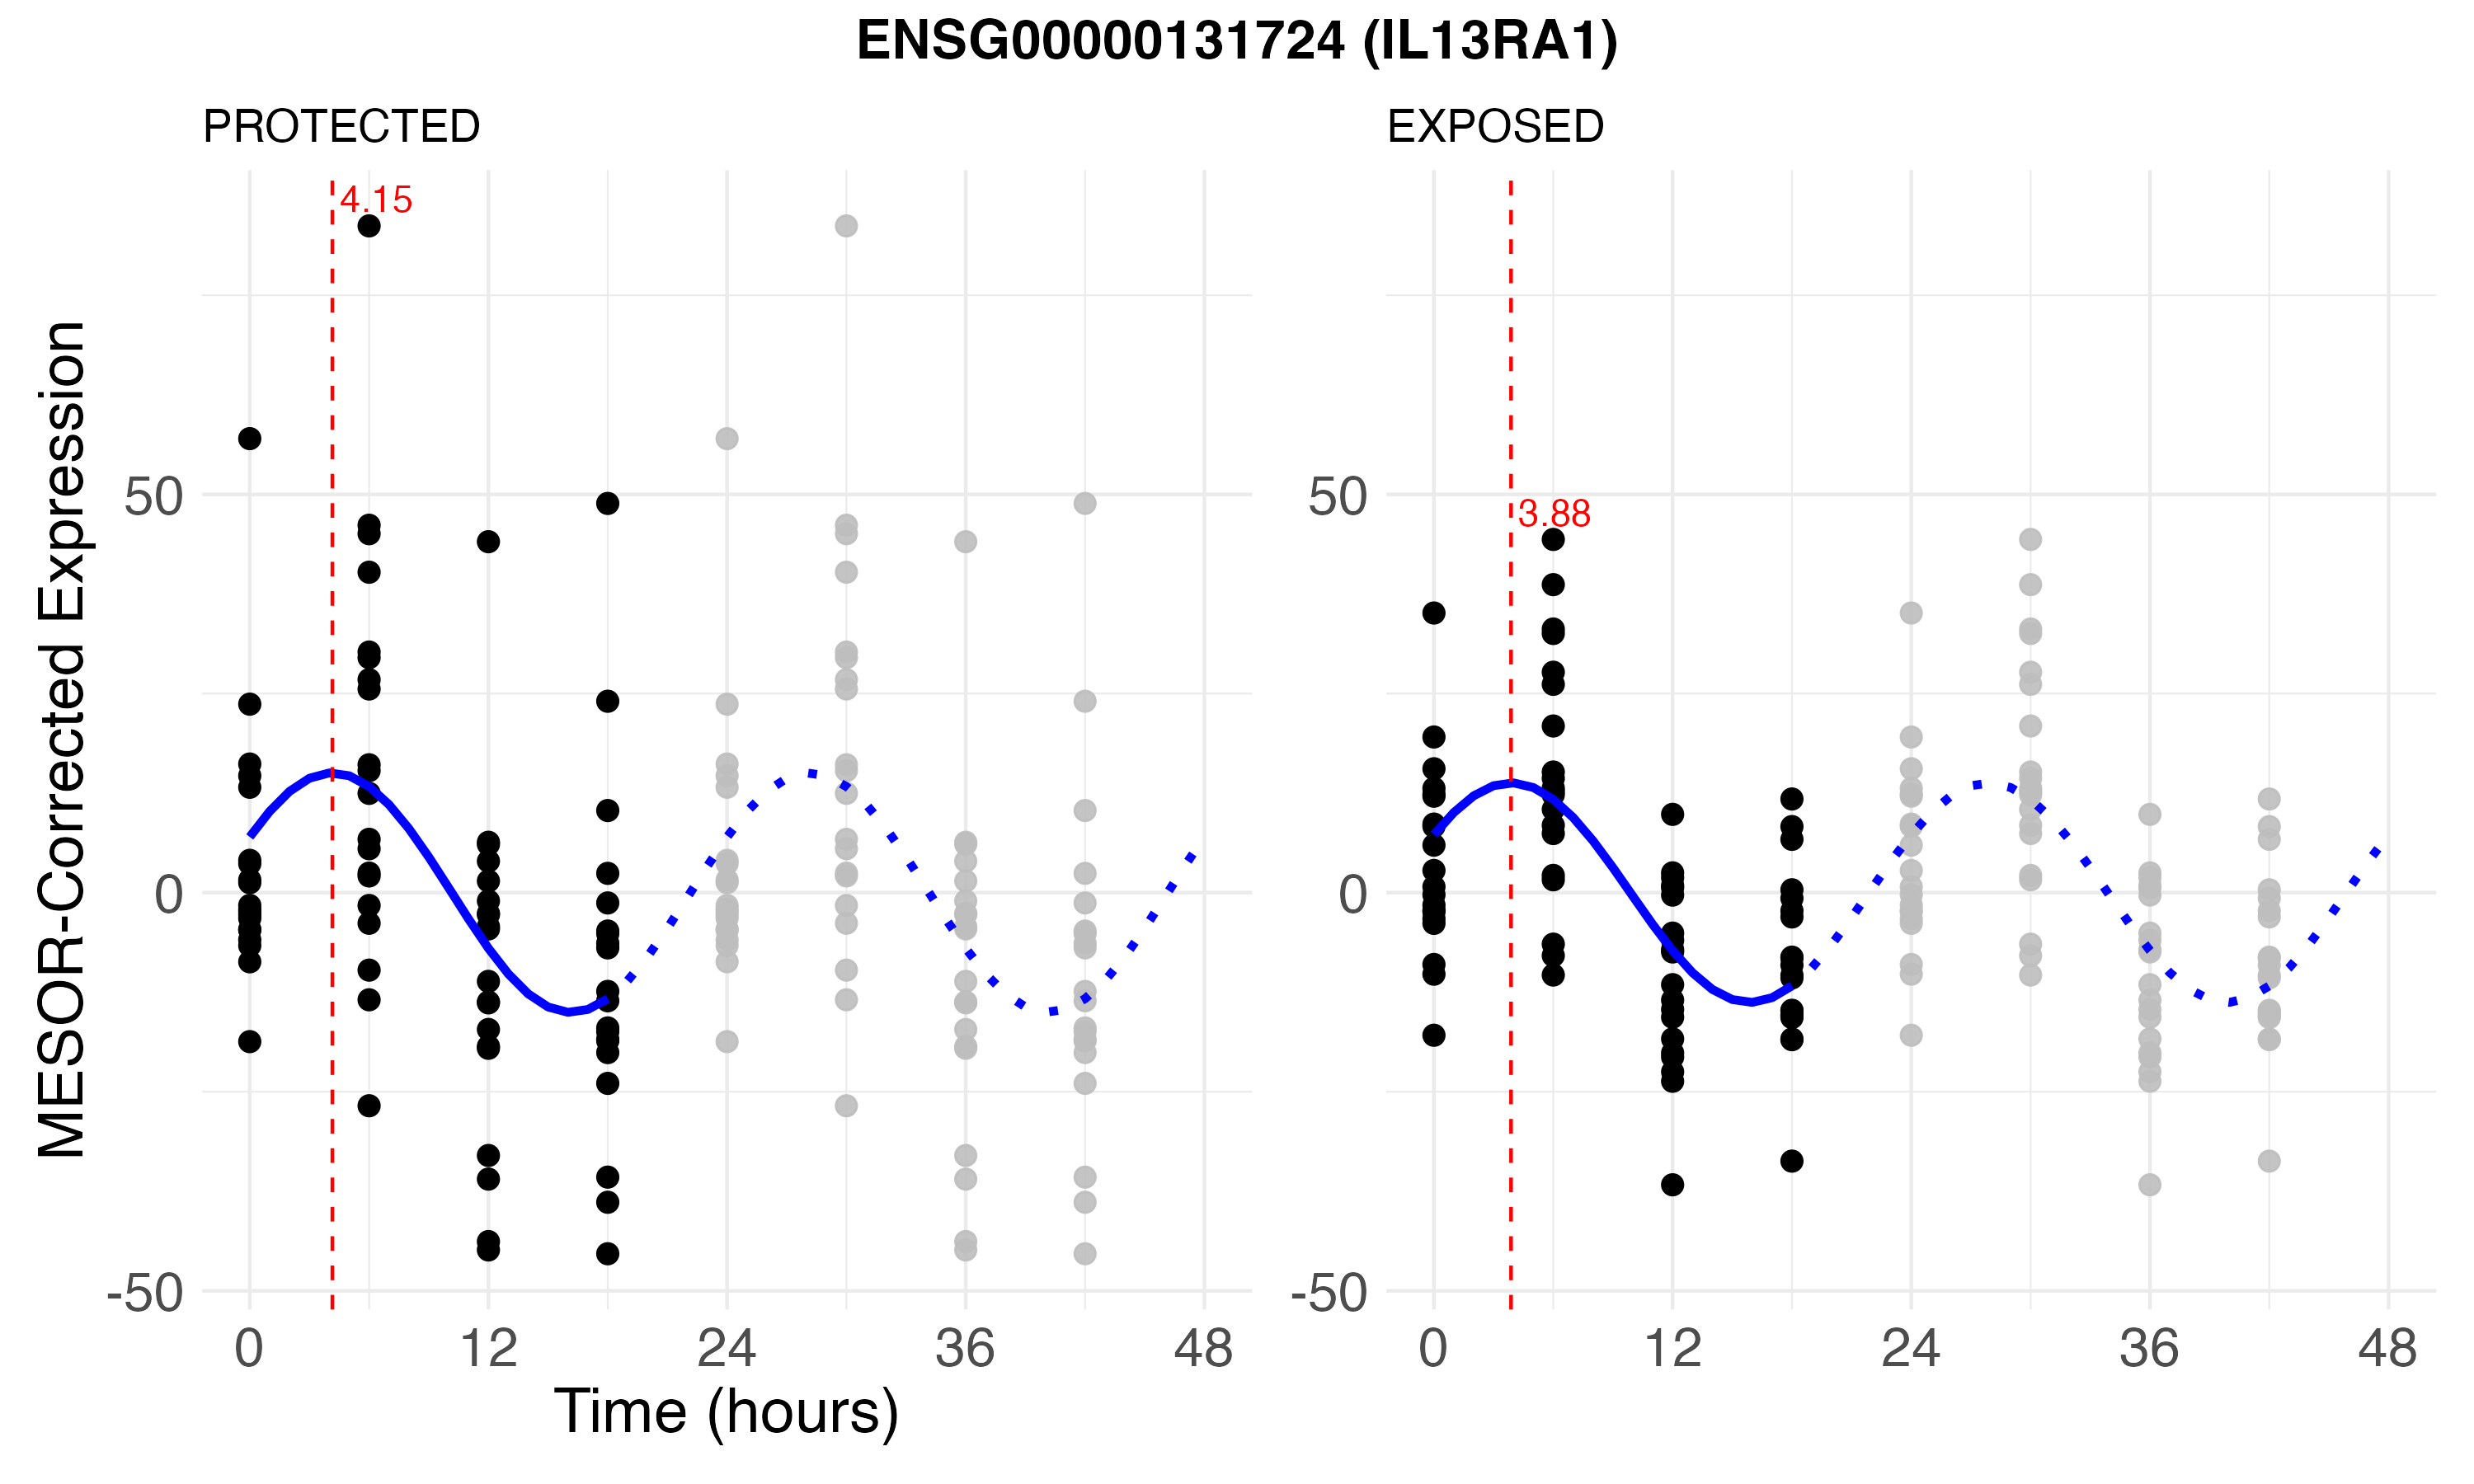 ENSG00000131724 (IL13RA1)
PROTECTED
EXPOSED
4.15
3.88
MESOR-Corrected Expression
50
0
-50
50
0
-50
0 12 24 36 48
0 12 24 36 48
Time (hours)